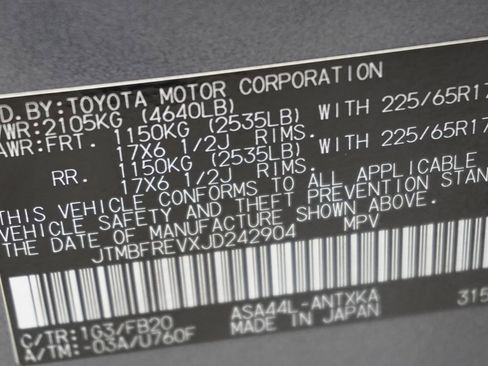 D.BY:TOYOTA MOTOR CORPORATION
VWR:2105KG (4640LB)
AWR:FRT. 1150KG (2535LB) WITH 225/65R17
17X6 1/2J RIMS.
RR. 1150KG (2535LB) WITH 225/65R17
17X6 1/2J RIMS.
THIS VEHICLE CONFORMS TO ALL APPLICABLE
VEHICLE SAFETY AND THEFT PREVENTION STAN
THE DATE OF MANUFACTURE SHOWN ABOVE.
JTMBFREVXJD242904 MPV
C/TR:1G3/FB20 ASA44L-ANTXKA 315
A/TM:-03A/U760F MADE IN JAPAN